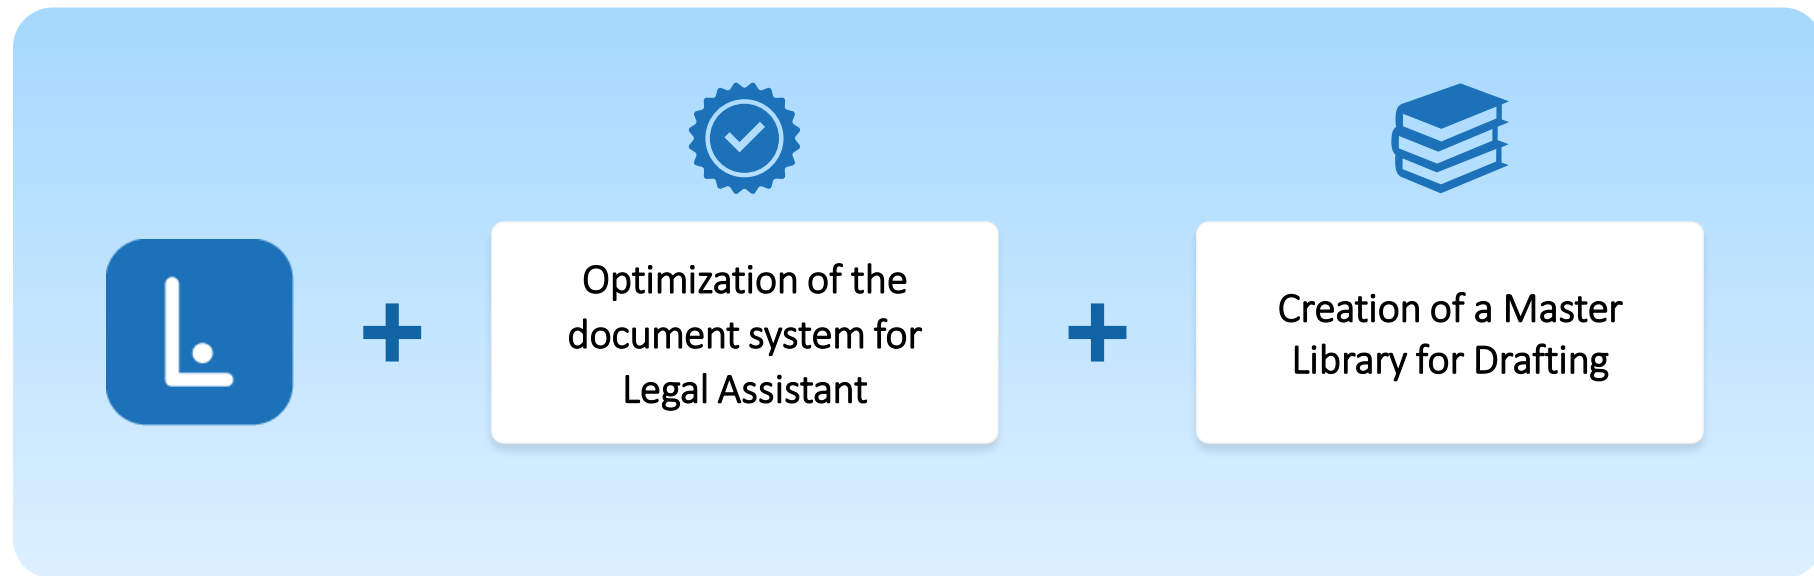 Optimization of the
document system for
Legal Assistant
Creation of a Master
Library for Drafting